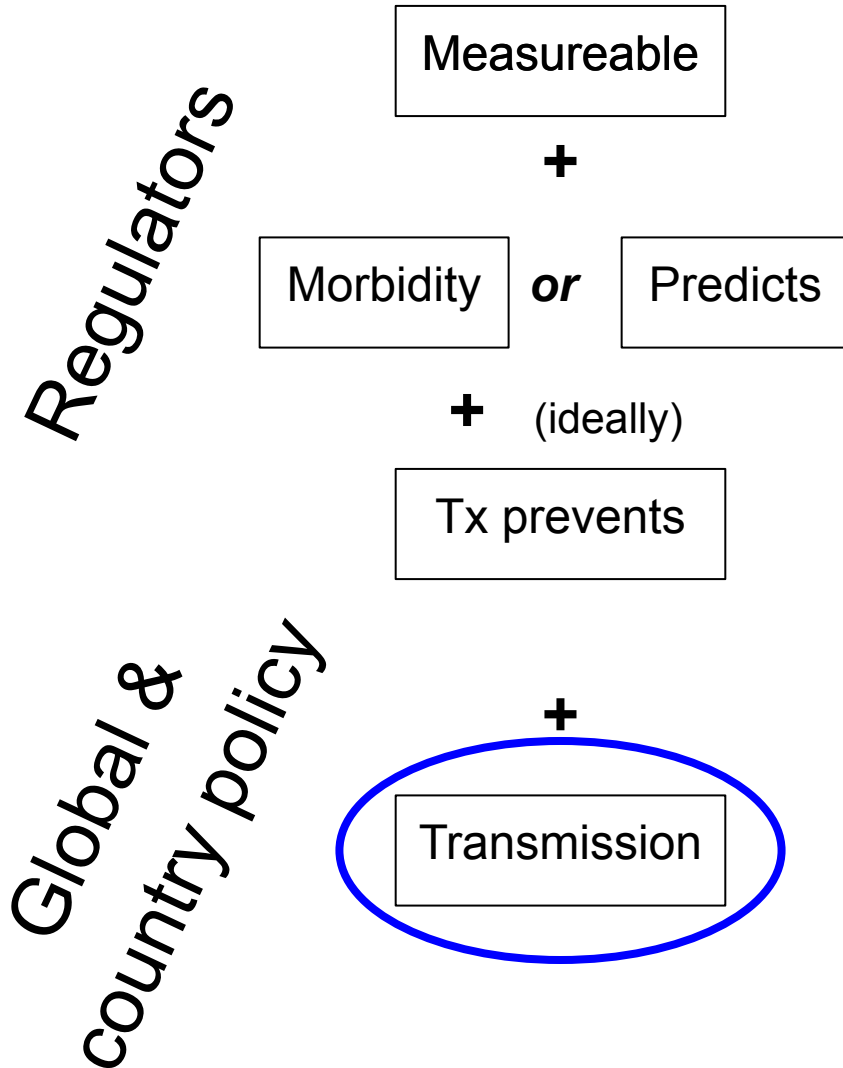 Regulators
Measureable
+
Morbidity or Predicts
+ (ideally)
Tx prevents
Global &
country policy
+
Transmission